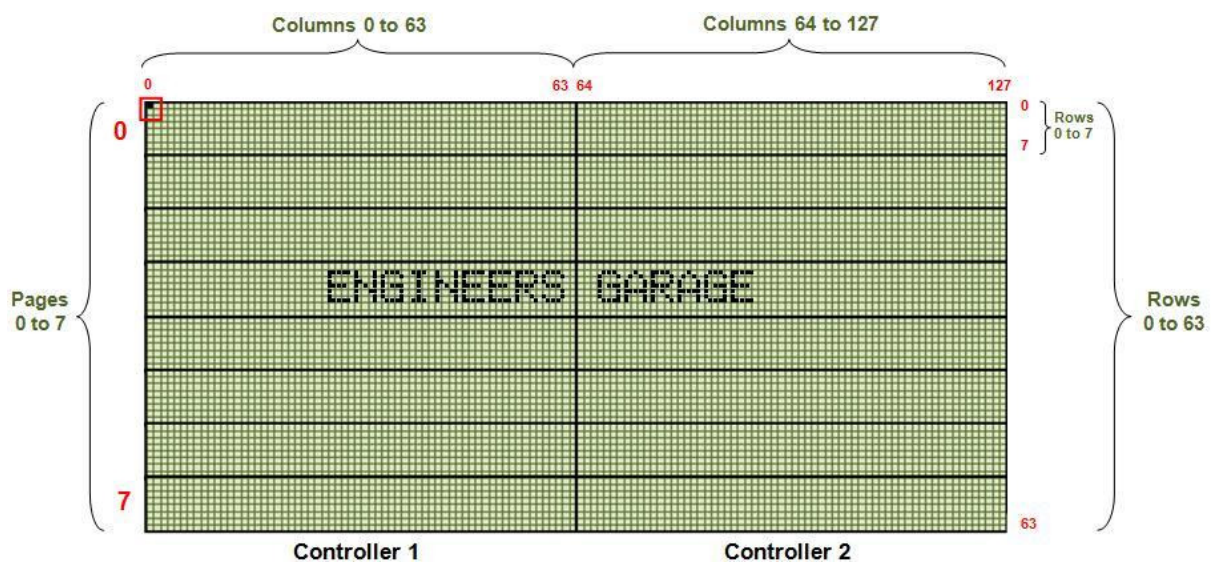 Columns 0 to 63
Columns 64 to 127
0
63
64
127
0
0
Rows
0 to 7
7
ENGINEERS GARAGE
Pages
0 to 7
Rows
0 to 63
7
63
Controller 1
Controller 2